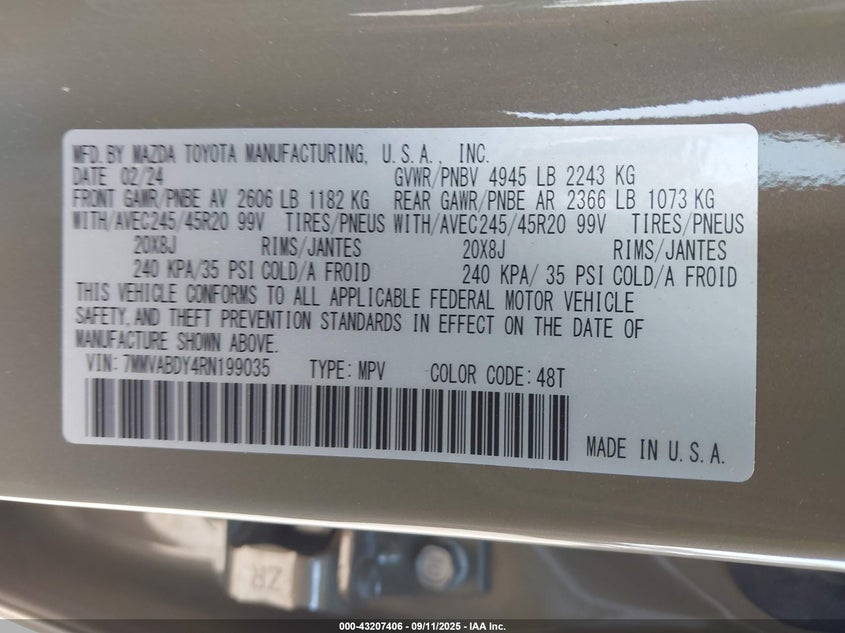 MFD. BY MAZDA TOYOTA MANUFACTURING, U.S.A., INC.
DATE 02/24 GVWR/PNBV 4945 LB 2243 KG
FRONT GAWR/PNBE AV 2606 LB 1182 KG REAR GAWR/PNBE AR 2366 LB 1073 KG
WITH/AVEC245/45R20 99V TIRES/PNEUS WITH/AVEC245/45R20 99V TIRES/PNEUS
20X8J RIMS/JANTES 20X8J RIMS/JANTES
240 KPA/35 PSI COLD/A FROID 240 KPA/ 35 PSI COLD/A FROID
THIS VEHICLE CONFORMS TO ALL APPLICABLE FEDERAL MOTOR VEHICLE
SAFETY, AND THEFT PREVENTION STANDARDS IN EFFECT ON THE DATE OF
MANUFACTURE SHOWN ABOVE.
VIN: 7MMVABDY4RN199035 TYPE: MPV COLOR CODE: 48T
MADE IN U.S.A.
ZR
000-43207406 - 09/11/2025 - IAA Inc.